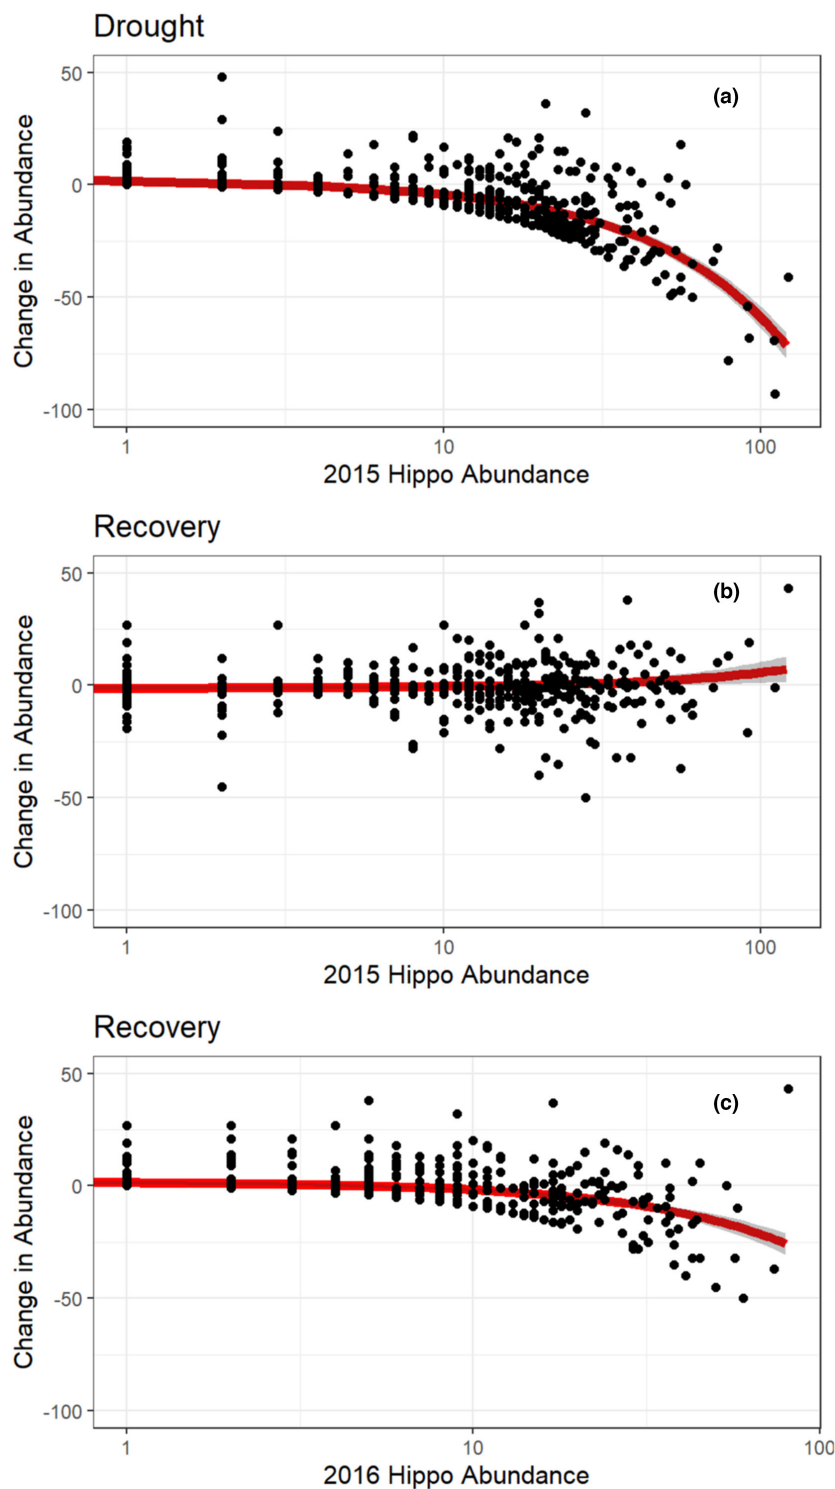 Drought
50
0
-50
-100
(a)
Change in Abundance
1 10 100
2015 Hippo Abundance
Recovery
50
0
-50
-100
(b)
Change in Abundance
1 10 100
2015 Hippo Abundance
Recovery
50
0
-50
-100
(c)
Change in Abundance
1 10 100
2016 Hippo Abundance